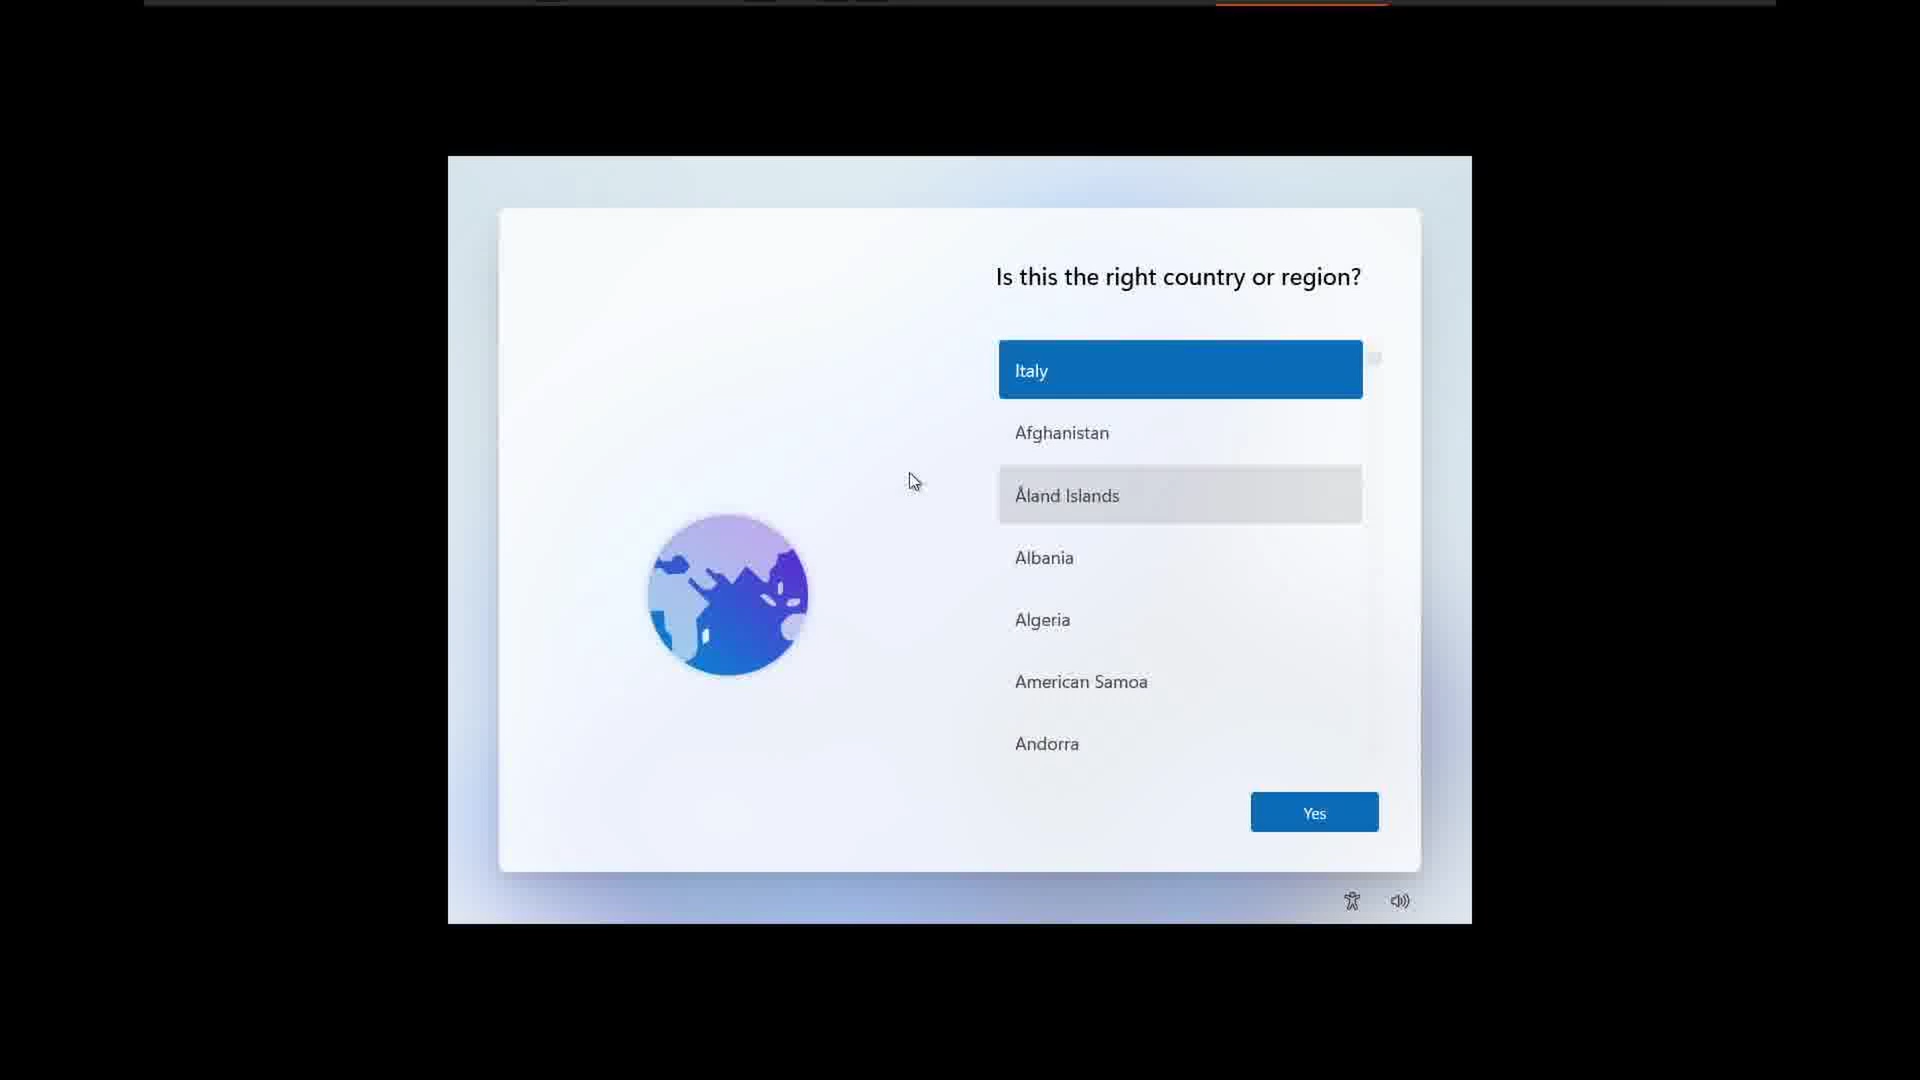 Is this the right country or region?
Italy
Afghanistan
Åland Islands
Albania
Algeria
American Samoa
Andorra
Yes